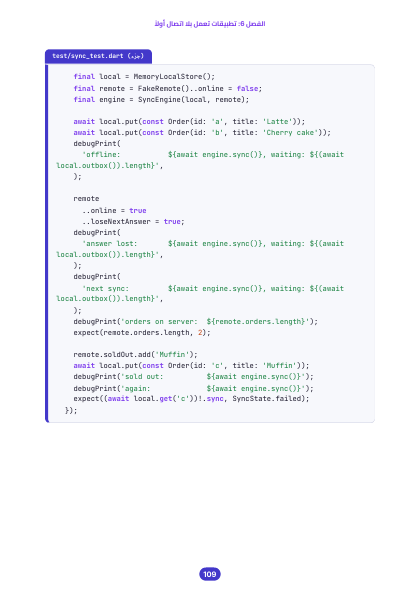 الفصل 6: تطبيقات تعمل بلا اتصال أولاً
test/sync_test.dart (جزء)
final local = MemoryLocalStore();
final remote = FakeRemote()..online = false;
final engine = SyncEngine(local, remote);

await local.put(const Order(id: 'a', title: 'Latte'));
await local.put(const Order(id: 'b', title: 'Cherry cake'));
debugPrint(
  'offline:           ${await engine.sync()}, waiting: ${(await
local.outbox()).length}',
);

remote
  ..online = true
  ..loseNextAnswer = true;
debugPrint(
  'answer lost:       ${await engine.sync()}, waiting: ${(await
local.outbox()).length}',
);
debugPrint(
  'next sync:         ${await engine.sync()}, waiting: ${(await
local.outbox()).length}',
);
debugPrint('orders on server:  ${remote.orders.length}');
expect(remote.orders.length, 2);

remote.soldOut.add('Muffin');
await local.put(const Order(id: 'c', title: 'Muffin'));
debugPrint('sold out:          ${await engine.sync()}');
debugPrint('again:             ${await engine.sync()}');
expect((await local.get('c'))!.sync, SyncState.failed);
});
109